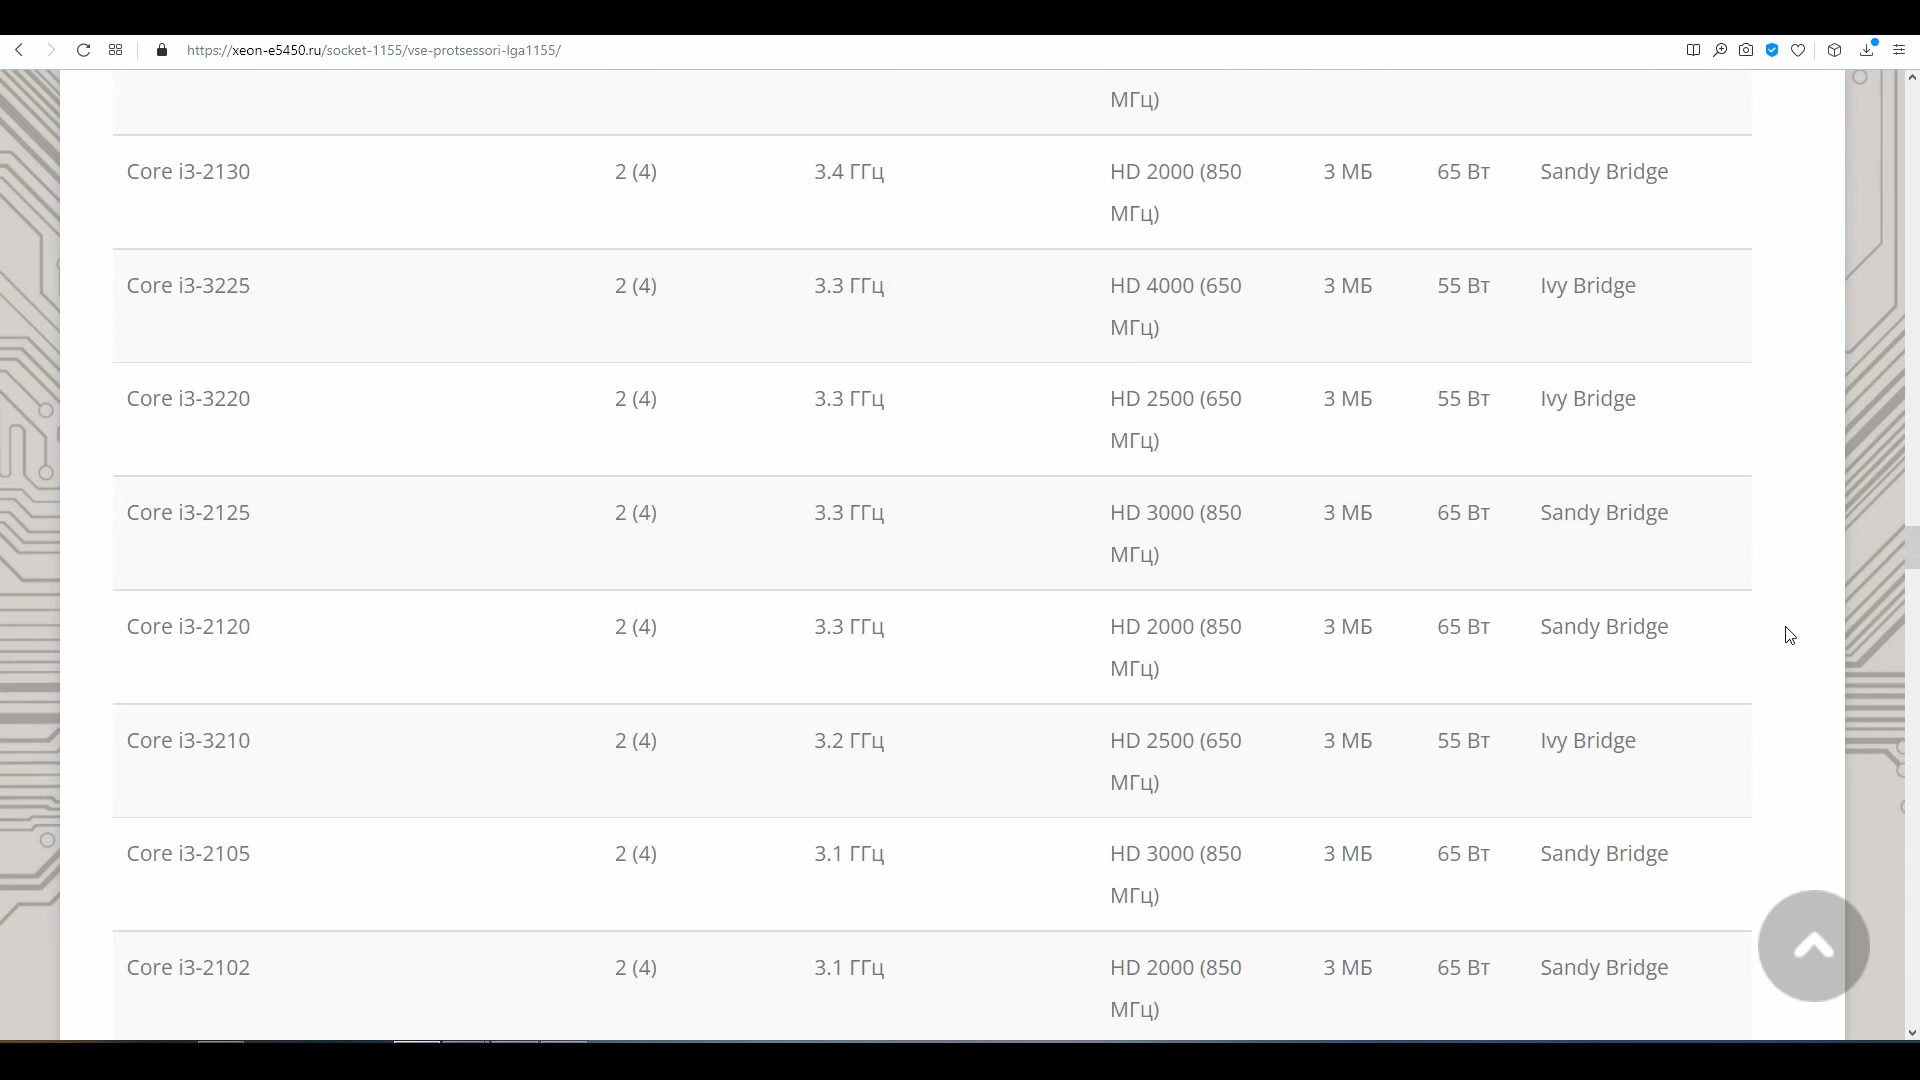 https://xeon-e5450.ru/socket-1155/vse-protsessori-lga1155/
МГц)
Core i3-2130 2 (4) 3.4 ГГц HD 2000 (850 3 МБ 65 Вт Sandy Bridge
МГц)
Core i3-3225 2 (4) 3.3 ГГц HD 4000 (650 3 МБ 55 Вт Ivy Bridge
МГц)
Core i3-3220 2 (4) 3.3 ГГц HD 2500 (650 3 МБ 55 Вт Ivy Bridge
МГц)
Core i3-2125 2 (4) 3.3 ГГц HD 3000 (850 3 МБ 65 Вт Sandy Bridge
МГц)
Core i3-2120 2 (4) 3.3 ГГц HD 2000 (850 3 МБ 65 Вт Sandy Bridge
МГц)
Core i3-3210 2 (4) 3.2 ГГц HD 2500 (650 3 МБ 55 Вт Ivy Bridge
МГц)
Core i3-2105 2 (4) 3.1 ГГц HD 3000 (850 3 МБ 65 Вт Sandy Bridge
МГц)
Core i3-2102 2 (4) 3.1 ГГц HD 2000 (850 3 МБ 65 Вт Sandy Bridge
МГц)